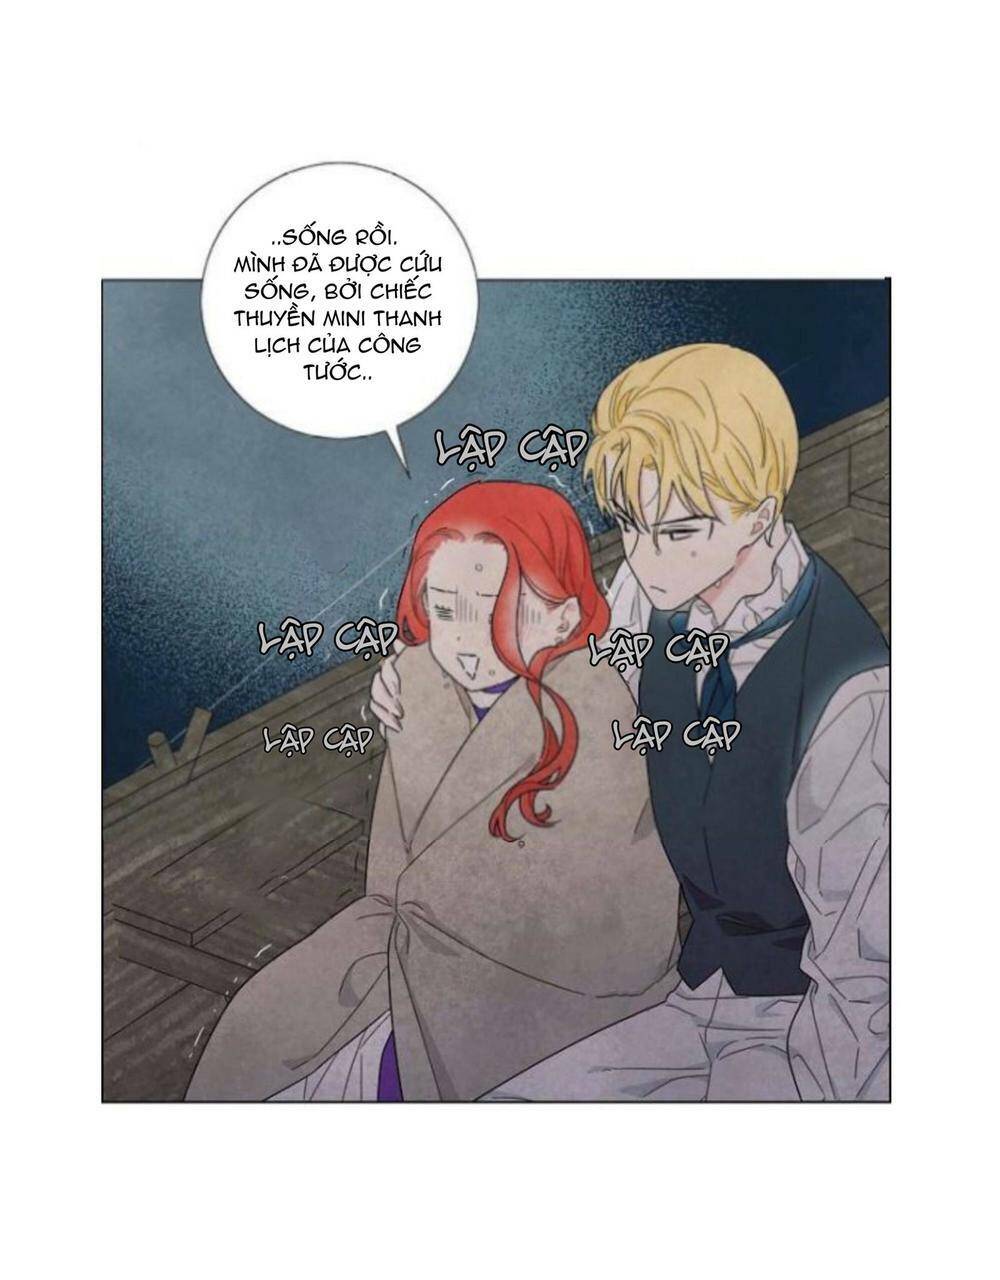 ..SỐNG RỒI.
MÌNH ĐÃ ĐƯỢC CỨU
SỐNG, BỞI CHIẾC
THUYỀN MINI THANH
LỊCH CỦA CÔNG
TƯỚC..
LẬP CẬP
LẬP CẬP
LẬP CẬP
LẬP CẬP
LẬP CẬP